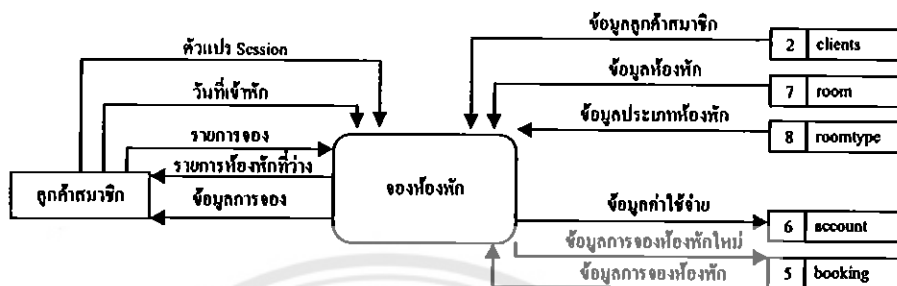 ข้อมูลลูกค้าสมาชิก
2 clients
ตัวแปร Session
ข้อมูลห้องพัก
7 room
วันที่เข้าพัก
ข้อมูลประเภทห้องพัก
8 roomtype
รายการจอง
รายการห้องพักที่ว่าง
ลูกค้าสมาชิก
จองห้องพัก
ข้อมูลการจอง
ข้อมูลค่าใช้จ่าย
6 account
ข้อมูลการจองห้องพักใหม่
ข้อมูลการจองห้องพัก
5 booking